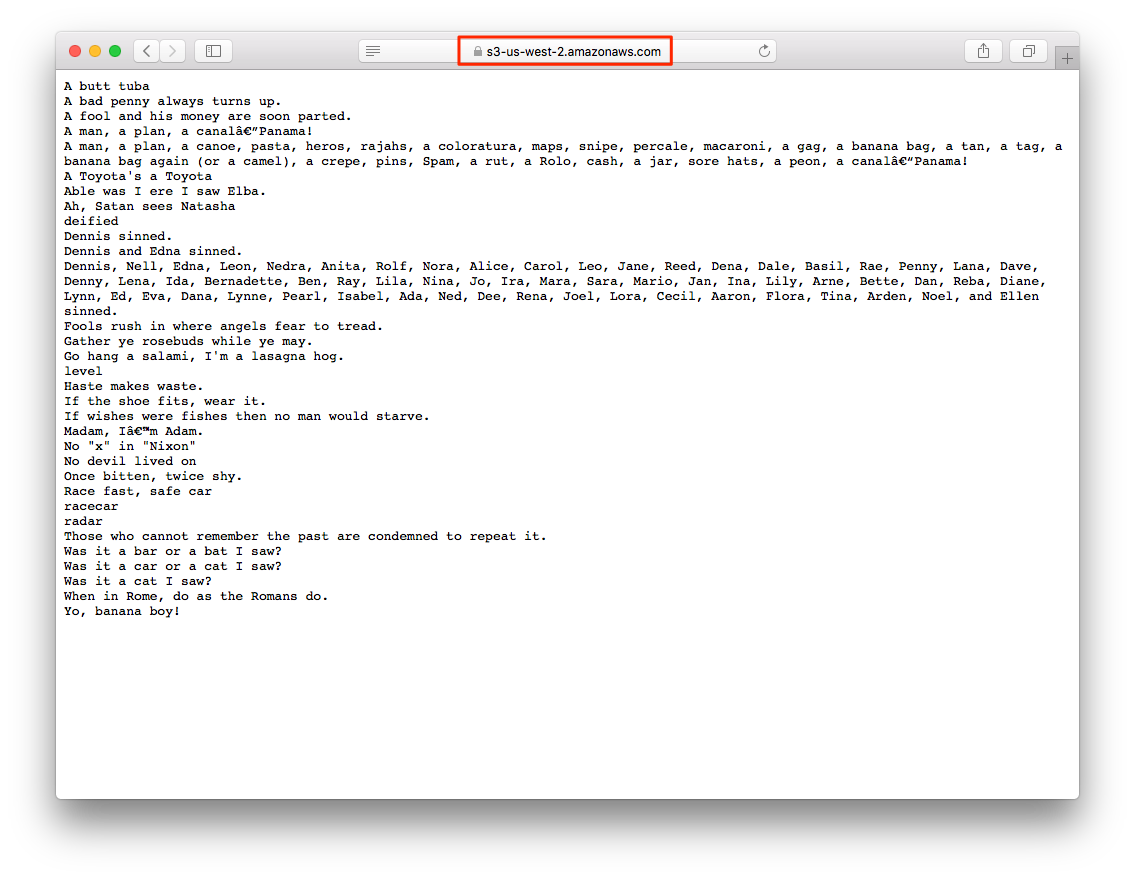 s3-us-west-2.amazonaws.com
A butt tuba
A bad penny always turns up.
A fool and his money are soon parted.
A man, a plan, a canalâ€”Panama!
A man, a plan, a canoe, pasta, heros, rajahs, a coloratura, maps, snipe, percale, macaroni, a gag, a banana bag, a tan, a tag, a
banana bag again (or a camel), a crepe, pins, Spam, a rut, a Rolo, cash, a jar, sore hats, a peon, a canalâ€“Panama!
A Toyota's a Toyota
Able was I ere I saw Elba.
Ah, Satan sees Natasha
deified
Dennis sinned.
Dennis and Edna sinned.
Dennis, Nell, Edna, Leon, Nedra, Anita, Rolf, Nora, Alice, Carol, Leo, Jane, Reed, Dena, Dale, Basil, Rae, Penny, Lana, Dave,
Denny, Lena, Ida, Bernadette, Ben, Ray, Lila, Nina, Jo, Ira, Mara, Sara, Mario, Jan, Ina, Lily, Arne, Bette, Dan, Reba, Diane,
Lynn, Ed, Eva, Dana, Lynne, Pearl, Isabel, Ada, Ned, Dee, Rena, Joel, Lora, Cecil, Aaron, Flora, Tina, Arden, Noel, and Ellen
sinned.
Fools rush in where angels fear to tread.
Gather ye rosebuds while ye may.
Go hang a salami, I'm a lasagna hog.
level
Haste makes waste.
If the shoe fits, wear it.
If wishes were fishes then no man would starve.
Madam, Iâ€™m Adam.
No "x" in "Nixon"
No devil lived on
Once bitten, twice shy.
Race fast, safe car
racecar
radar
Those who cannot remember the past are condemned to repeat it.
Was it a bar or a bat I saw?
Was it a car or a cat I saw?
Was it a cat I saw?
When in Rome, do as the Romans do.
Yo, banana boy!